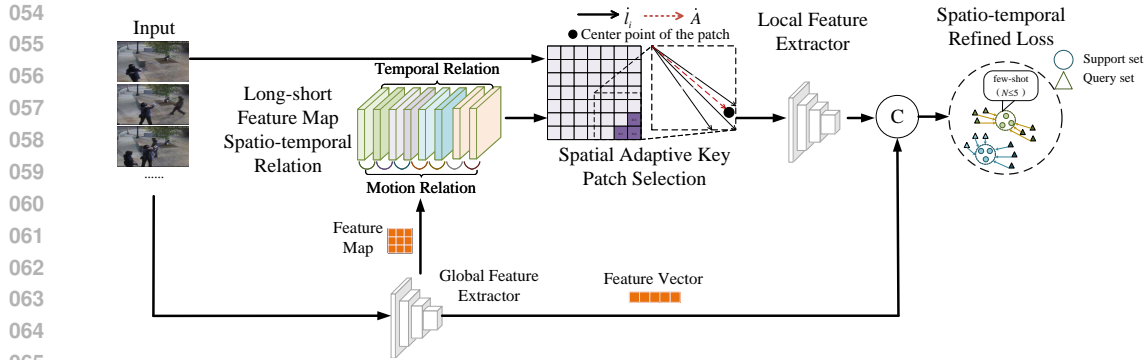 054
055
056
057
058
059
060
061
062
063
064
065
Input
......
Long-short
Feature Map
Spatio-temporal
Relation
Temporal Relation
Motion Relation
Feature
Map
Global Feature
Extractor
Feature Vector
l̇ᵢ
Ȧ
Center point of the patch
Spatial Adaptive Key
Patch Selection
Local Feature
Extractor
C
Spatio-temporal
Refined Loss
few-shot
(N≤5)
Support set
Query set